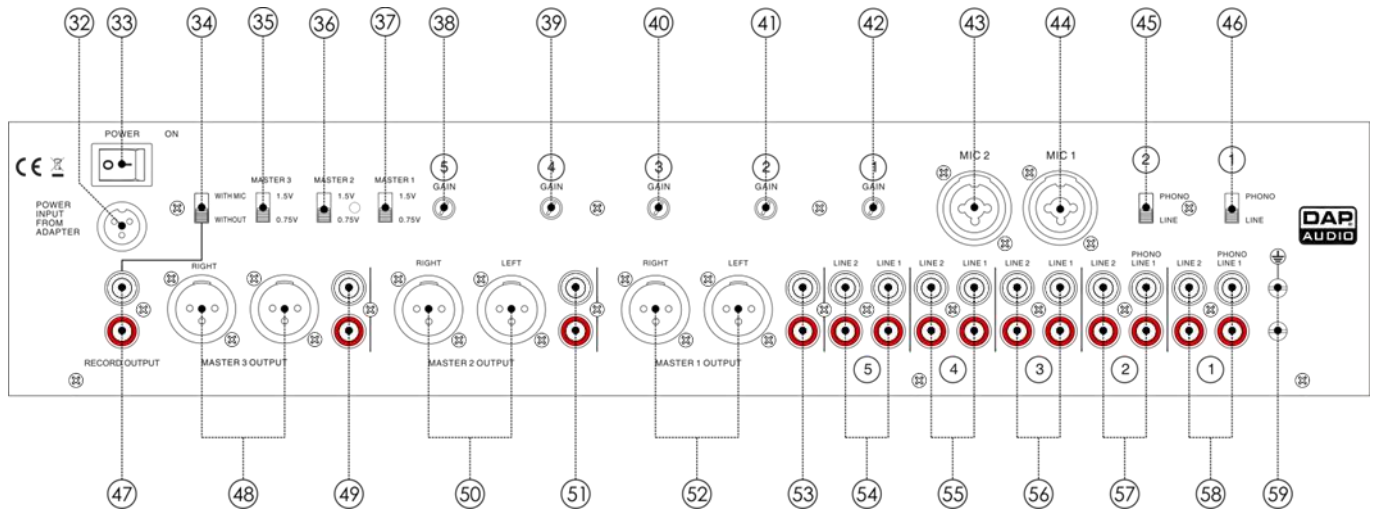 32 33 34 35 36 37 38 39 40 41 42 43 44 45 46
POWER ON
CE
O
POWER
INPUT
FROM
ADAPTER
WITH MIC
WITHOUT
MASTER 3
1.5V
0.75V
MASTER 2
1.5V
0.75V
MASTER 1
1.5V
0.75V
5
GAIN
4
GAIN
3
GAIN
2
GAIN
1
GAIN
MIC 2
MIC 1
2
PHONO
LINE
1
PHONO
LINE
DAP
AUDIO
RIGHT
RIGHT LEFT
RIGHT LEFT
LINE 2 LINE 1
LINE 2 LINE 1
LINE 2 LINE 1
LINE 2 PHONO
LINE 1
LINE 2 PHONO
LINE 1
RECORD OUTPUT
MASTER 3 OUTPUT
MASTER 2 OUTPUT
MASTER 1 OUTPUT
5 4 3 2 1
47 48 49 50 51 52 53 54 55 56 57 58 59